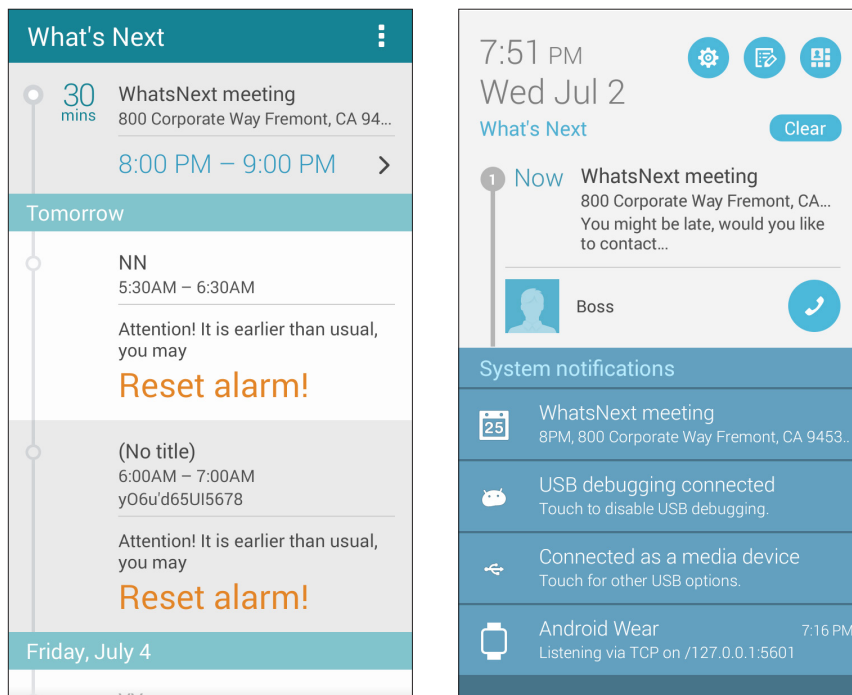 What's Next
30
mins
WhatsNext meeting
800 Corporate Way Fremont, CA 94...
8:00 PM – 9:00 PM
Tomorrow
NN
5:30AM – 6:30AM
Attention! It is earlier than usual,
you may
Reset alarm!
(No title)
6:00AM – 7:00AM
yO6u'd65UI5678
Attention! It is earlier than usual,
you may
Reset alarm!
Friday, July 4
7:51 PM
Wed Jul 2
What's Next
Clear
1
Now
WhatsNext meeting
800 Corporate Way Fremont, CA...
You might be late, would you like
to contact...
Boss
System notifications
25
WhatsNext meeting
8PM, 800 Corporate Way Fremont, CA 9453..
USB debugging connected
Touch to disable USB debugging.
Connected as a media device
Touch for other USB options.
Android Wear
7:16 PM
Listening via TCP on /127.0.0.1:5601